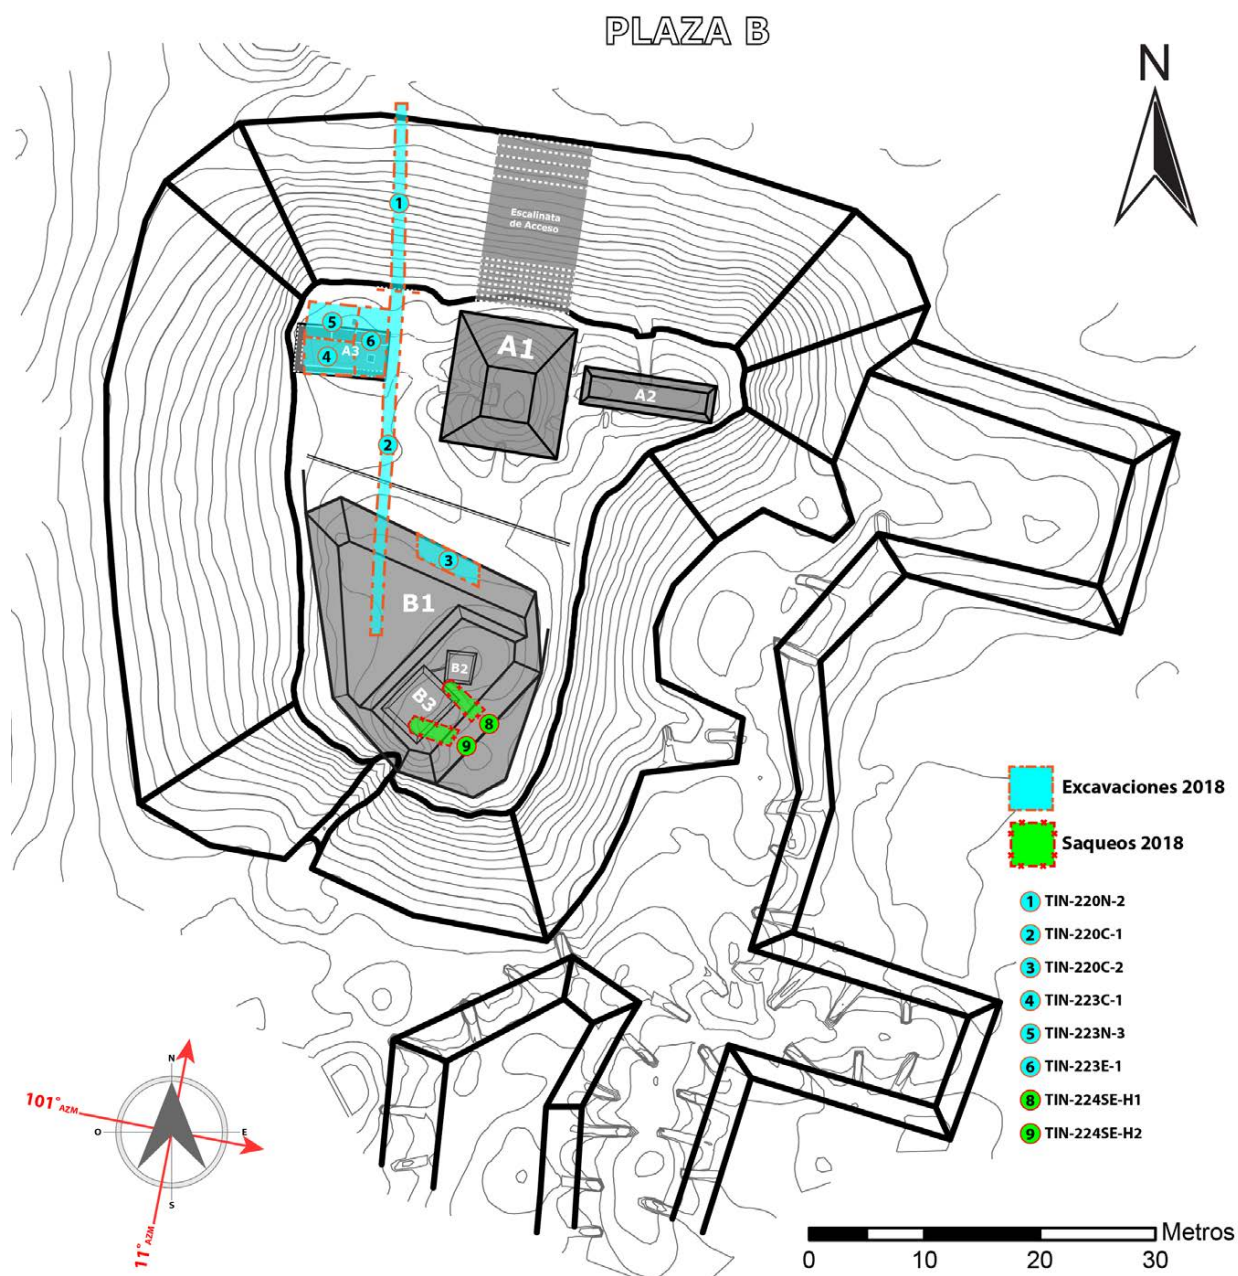 PLAZA B
N
1
Escalinata
de Acceso
5
6
4
A3
A1
A2
2
3
B1
B2
B3
8
9
Excavaciones 2018
Saqueos 2018
1 TIN-220N-2
2 TIN-220C-1
3 TIN-220C-2
4 TIN-223C-1
5 TIN-223N-3
6 TIN-223E-1
8 TIN-224SE-H1
9 TIN-224SE-H2
N
101° AZM
O
E
S
11° AZM
Metros
0 10 20 30